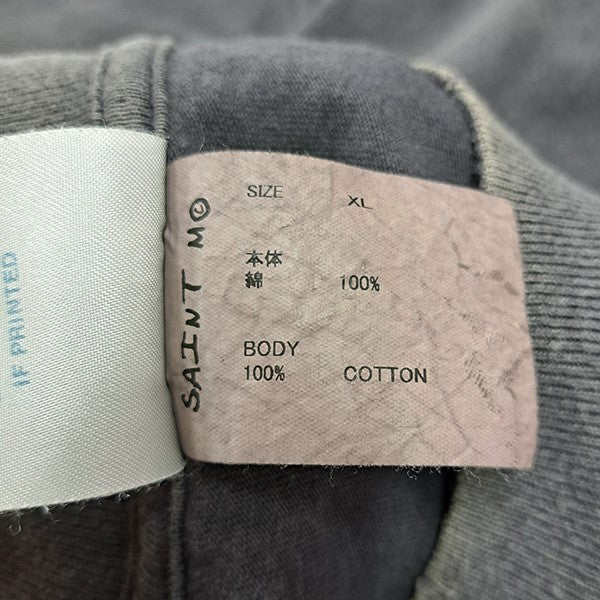 IF PRINTED
SAINT M©
SIZE XL
本体
綿 100%
BODY
100% COTTON